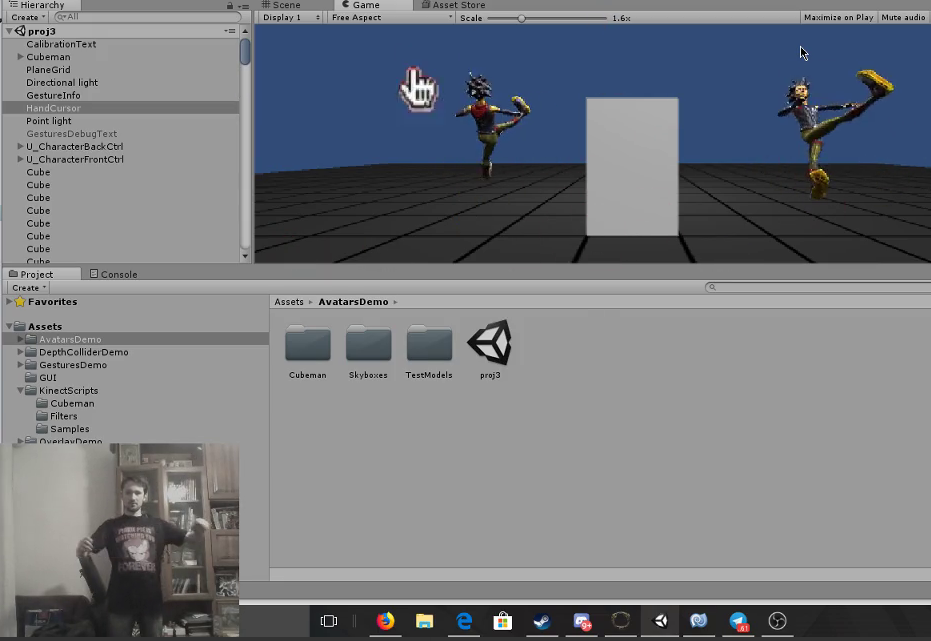 Hierarchy
Scene
Game
Asset Store
Create
All
Display 1
Free Aspect
Scale
1.6x
Maximize on Play
Mute audio
proj3
CalibrationText
Cubeman
PlaneGrid
Directional light
GestureInfo
HandCursor
Point light
GesturesDebugText
U_CharacterBackCtrl
U_CharacterFrontCtrl
Cube
Cube
Cube
Cube
Cube
Cube
Cube
Cube
Project
Console
Create
Favorites
Assets
AvatarsDemo
DepthColliderDemo
GesturesDemo
GUI
KinectScripts
Cubeman
Filters
Samples
OverlayDemo
Assets
AvatarsDemo
Cubeman
Skyboxes
TestModels
proj3
FOREVER
9+
61